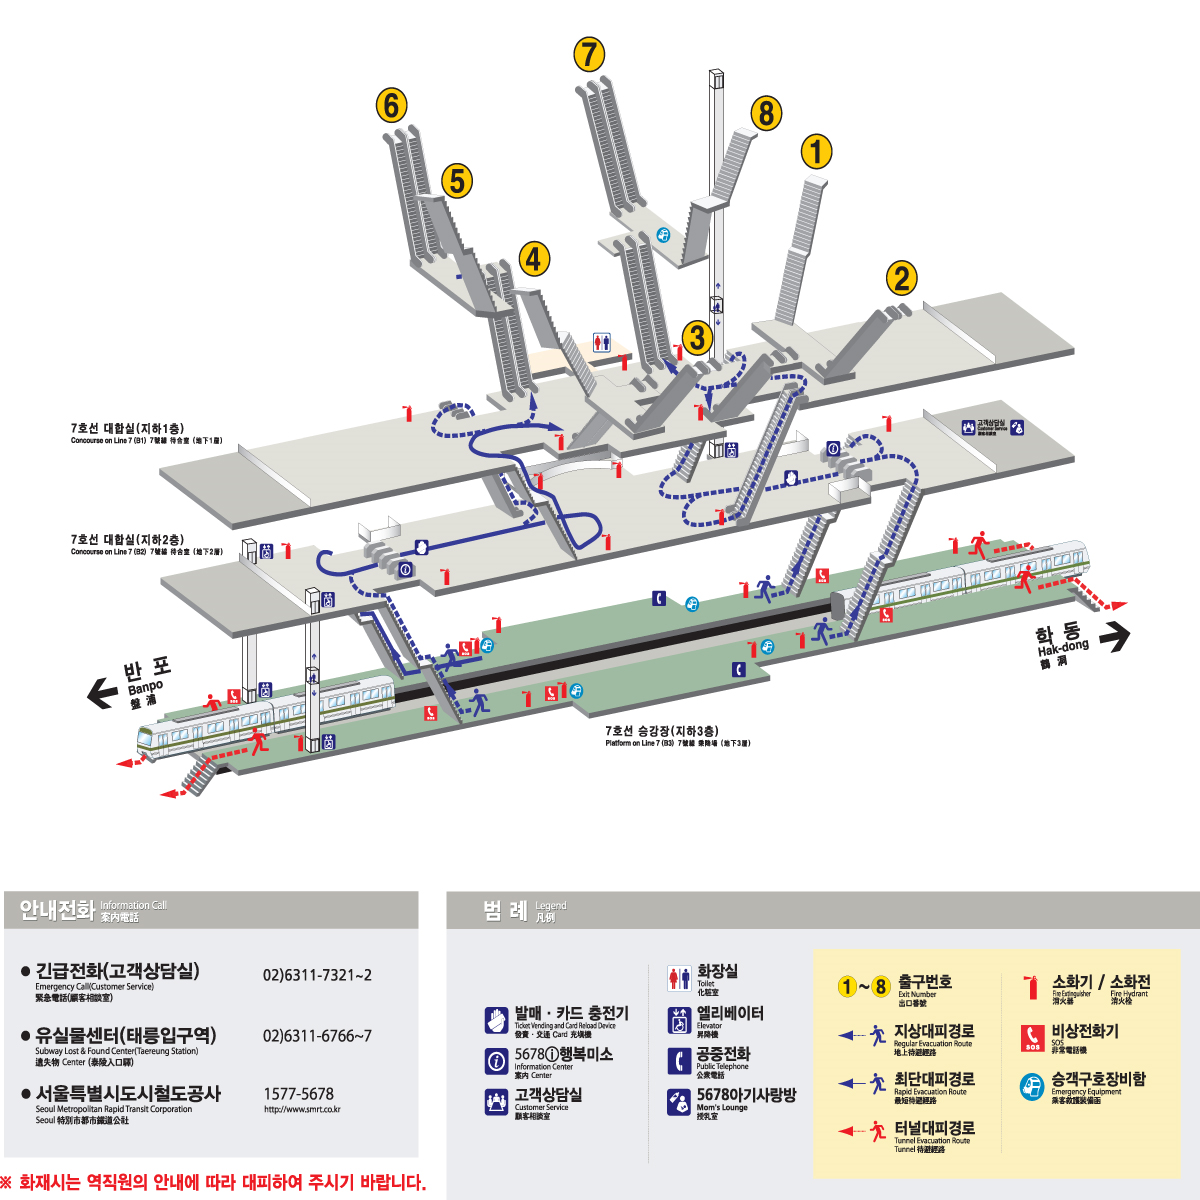 7
6
8
1
5
4
2
3
7호선 대합실(지하1층)
Concourse on Line 7 (B1) 7號線 待合室 (地下1層)
고객상담실
Customer Service
顧客相談室
7호선 대합실(지하2층)
Concourse on Line 7 (B2) 7號線 待合室 (地下2層)
SOS
SOS
학 동
Hak-dong
鶴 洞
반 포
Banpo
盤 浦
SOS
SOS
SOS
SOS
7호선 승강장(지하3층)
Platform on Line 7 (B3) 7號線 乘降場 (地下3層)
안내전화 Information Call
案內電話
● 긴급전화(고객상담실) 02)6311-7321~2
Emergency Call(Customer Service)
緊急電話(顧客相談室)
● 유실물센터(태릉입구역) 02)6311-6766~7
Subway Lost & Found Center(Taereung Station)
遺失物 Center (泰陵入口驛)
● 서울특별시도시철도공사 1577-5678
Seoul Metropolitan Rapid Transit Corporation http://www.smrt.co.kr
Seoul 特別市都市鐵道公社
※ 화재시는 역직원의 안내에 따라 대피하여 주시기 바랍니다.
범 례 Legend
凡例
발매 · 카드 충전기
Ticket Vending and Card Reload Device
發賣 · 交通 Card 充塡機
5678ⓘ행복미소
Information Center
案內 Center
고객상담실
Customer Service
顧客相談室
화장실
Toilet
化粧室
엘리베이터
Elevator
昇降機
공중전화
Public Telephone
公衆電話
5678아기사랑방
Mom's Lounge
授乳室
1 ~ 8 출구번호
Exit Number
出口番號
지상대피경로
Regular Evacuation Route
地上待避經路
최단대피경로
Rapid Evacuation Route
最短待避經路
터널대피경로
Tunnel Evacuation Route
Tunnel 待避經路
소화기 / 소화전
Fire Extinguisher Fire Hydrant
消火器 消火栓
SOS
비상전화기
SOS
非常電話機
승객구호장비함
Emergency Equipment
乘客救護裝備函